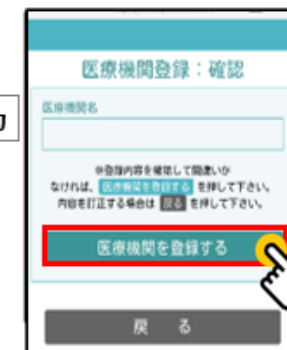 医療機関登録：確認
医療機関名
※登録内容を確認して間違いが
なければ、医療機関を登録する を押して下さい。
内容を訂正する場合は 戻る を押して下さい。
医療機関を登録する
戻 る